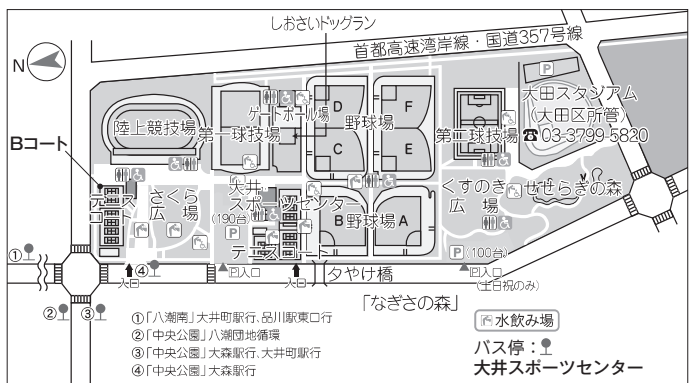 しおさいドッグラン
首都高速湾岸線・国道357号線
N
P
大田スタジアム
(大田区所管)
☎03-3799-5820
陸上競技場
第一球技場
ゲートボール場
野球場
D
F
C
E
第二球技場
Bコート
テニス
コート
さくら
広場
大井
スポーツセンター
(190台)
P
テニスコート
B
野球場
A
くすのき
広場
せせらぎの森
P
(100台)
①
入口
④
P入口
入口
夕やけ橋
P入口
(土日祝のみ)
「なぎさの森」
②
③
①「八潮南」大井町駅行、品川駅東口行
②「中央公園」八潮団地循環
③「中央公園」大森駅行、大井町駅行
④「中央公園」大森駅行
水飲み場
バス停:
大井スポーツセンター